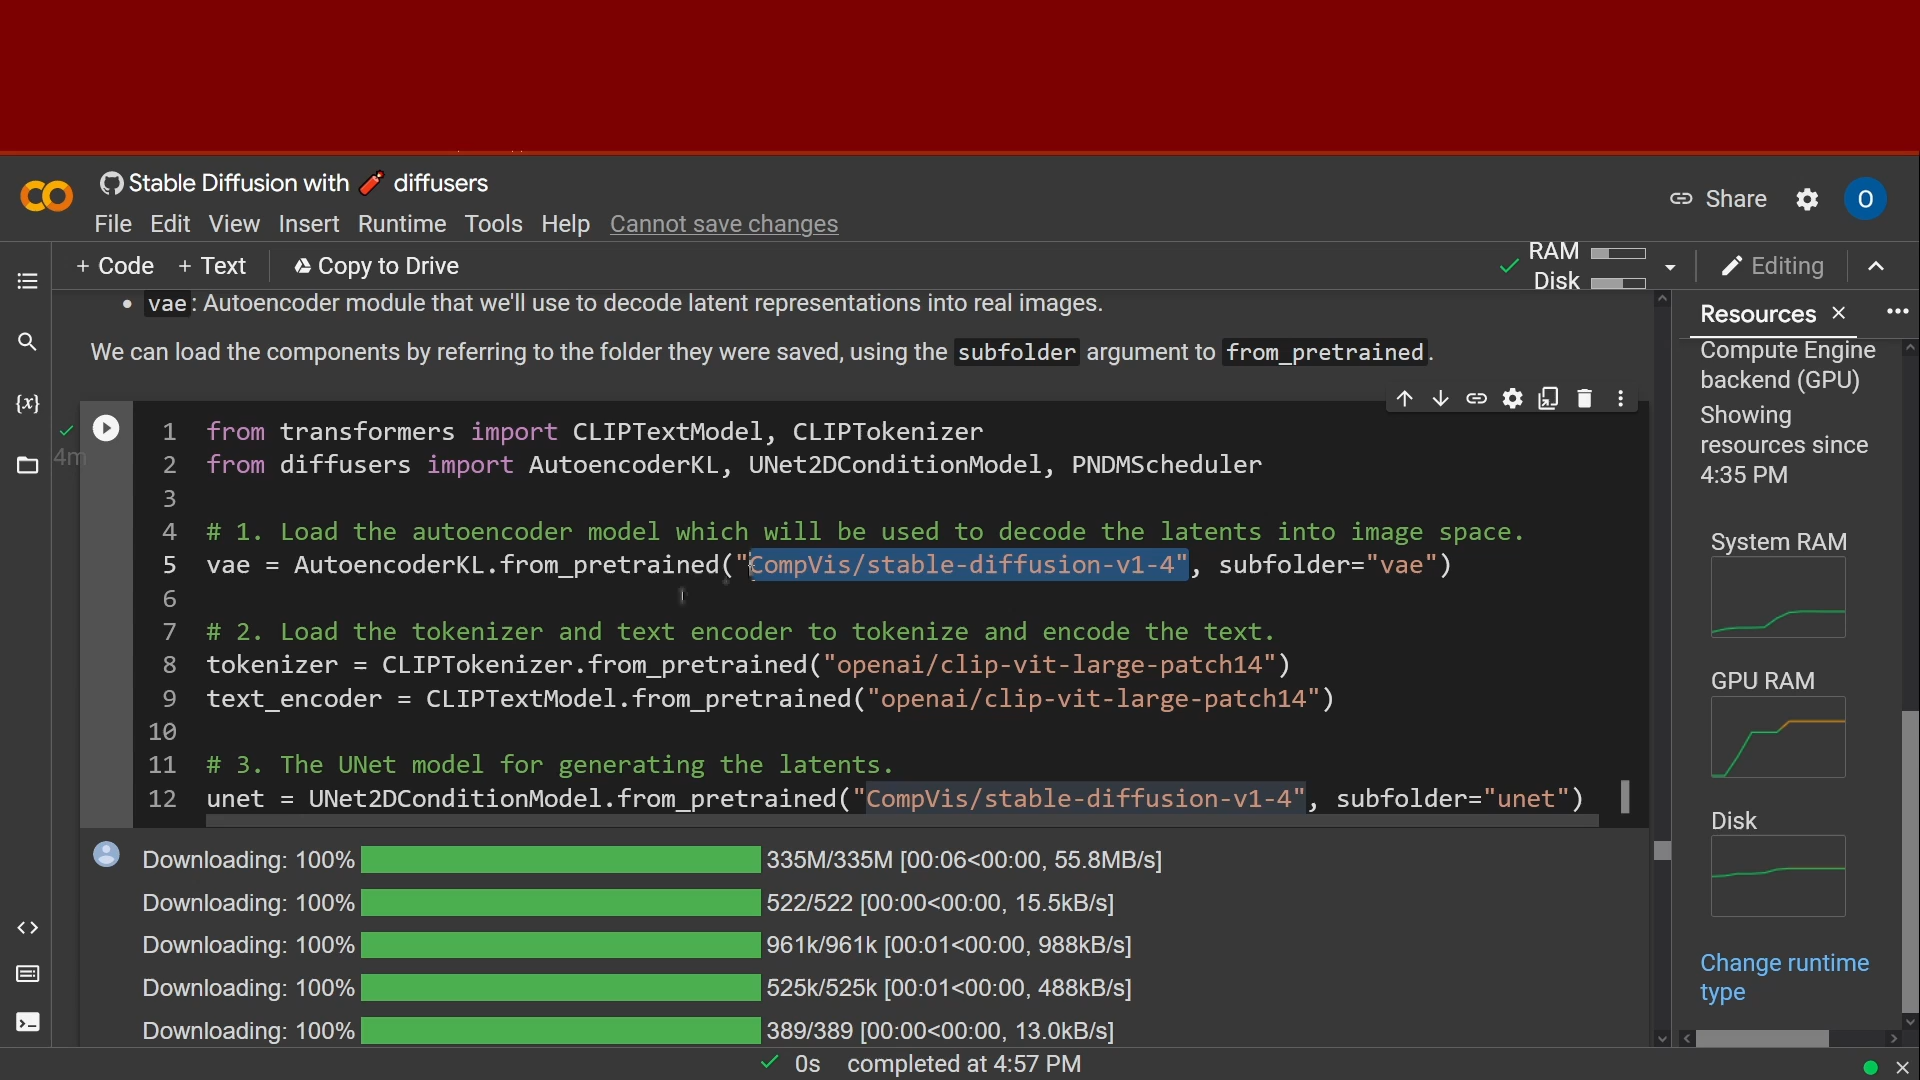 Stable Diffusion with 🧨 diffusers
File Edit View Insert Runtime Tools Help Cannot save changes
Share
O
+ Code + Text Copy to Drive
RAM
Disk
Editing
vae: Autoencoder module that we'll use to decode latent representations into real images.
We can load the components by referring to the folder they were saved, using the subfolder argument to from_pretrained.
4m
1 from transformers import CLIPTextModel, CLIPTokenizer
2 from diffusers import AutoencoderKL, UNet2DConditionModel, PNDMScheduler
3
4 # 1. Load the autoencoder model which will be used to decode the latents into image space.
5 vae = AutoencoderKL.from_pretrained("CompVis/stable-diffusion-v1-4", subfolder="vae")
6
7 # 2. Load the tokenizer and text encoder to tokenize and encode the text.
8 tokenizer = CLIPTokenizer.from_pretrained("openai/clip-vit-large-patch14")
9 text_encoder = CLIPTextModel.from_pretrained("openai/clip-vit-large-patch14")
10
11 # 3. The UNet model for generating the latents.
12 unet = UNet2DConditionModel.from_pretrained("CompVis/stable-diffusion-v1-4", subfolder="unet")
Downloading: 100% 335M/335M [00:06<00:00, 55.8MB/s]
Downloading: 100% 522/522 [00:00<00:00, 15.5kB/s]
Downloading: 100% 961k/961k [00:01<00:00, 988kB/s]
Downloading: 100% 525k/525k [00:01<00:00, 488kB/s]
Downloading: 100% 389/389 [00:00<00:00, 13.0kB/s]
Resources
Compute Engine
backend (GPU)
Showing
resources since
4:35 PM
System RAM
GPU RAM
Disk
Change runtime
type
0s completed at 4:57 PM